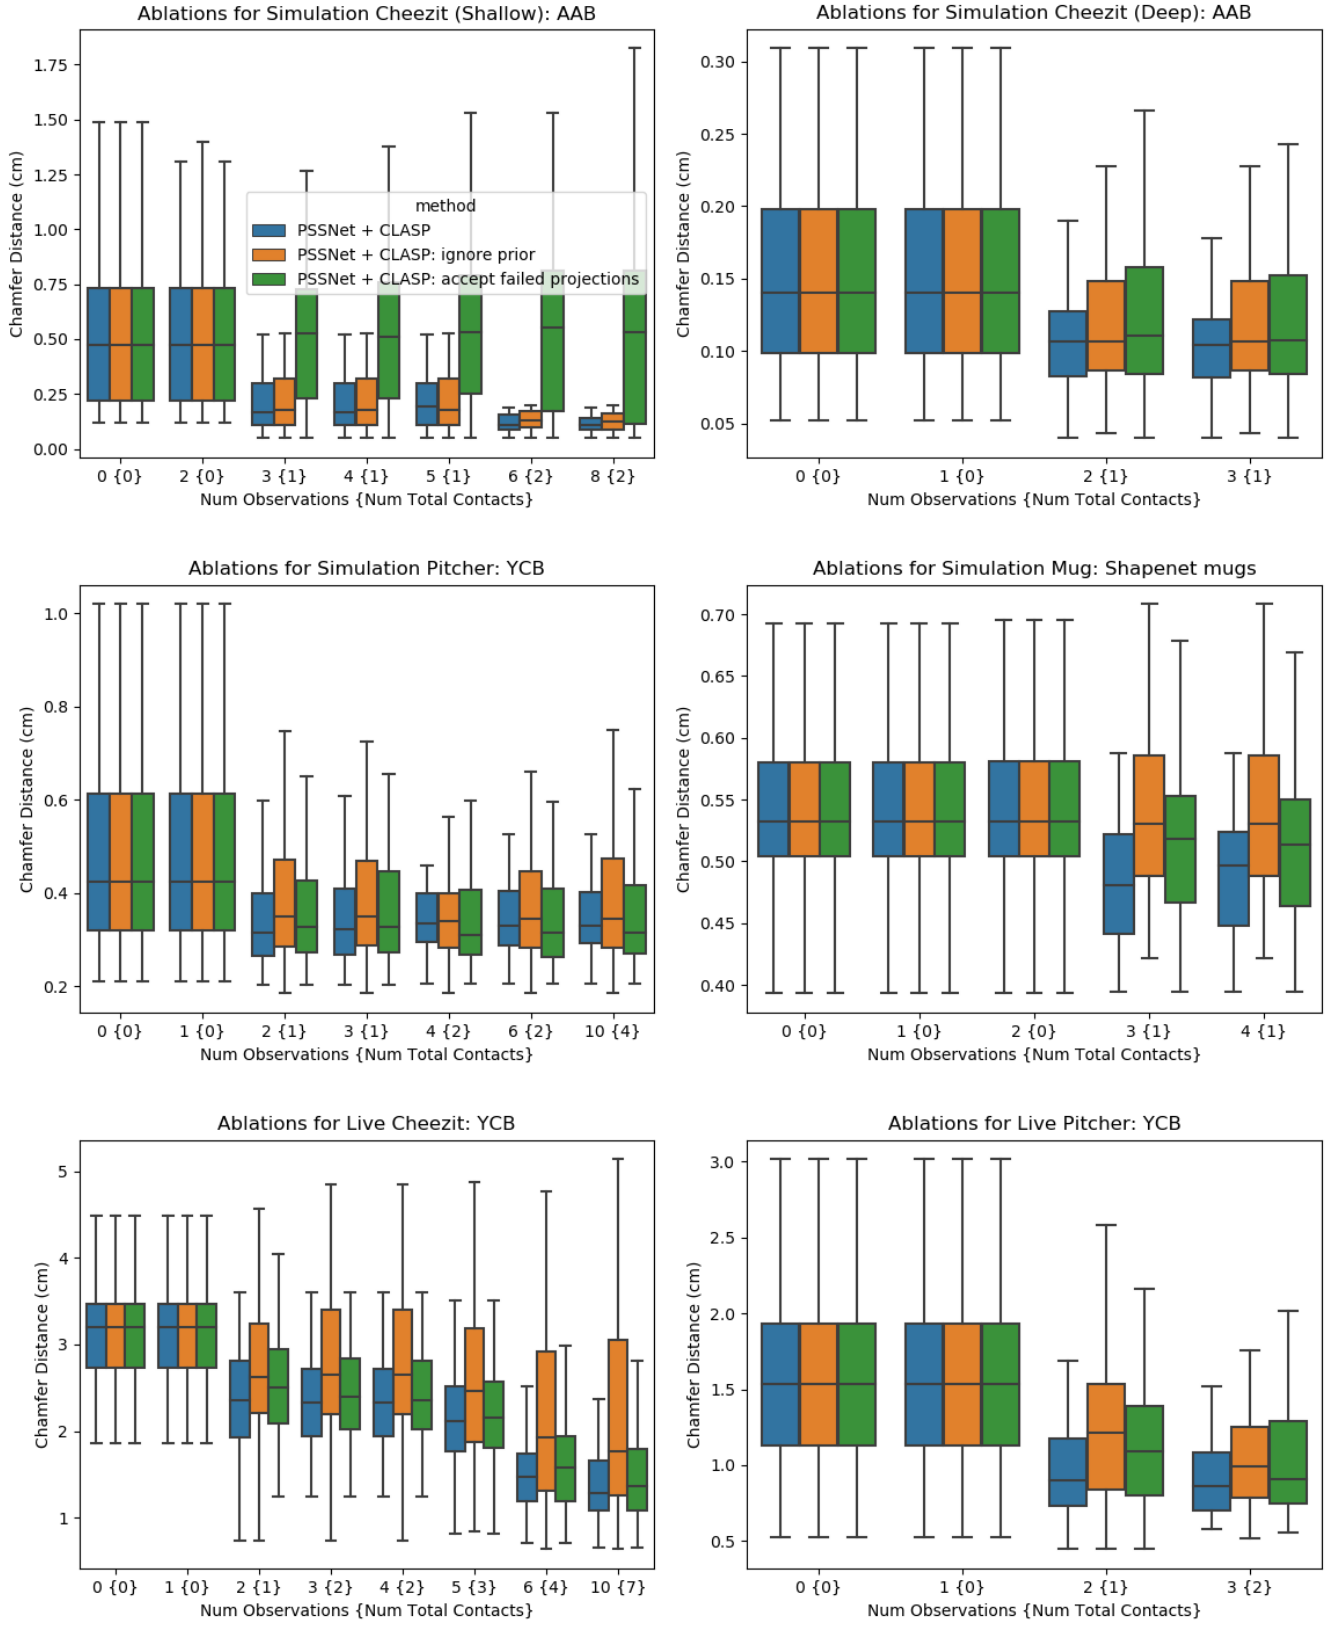 Ablations for Simulation Cheezit (Shallow): AAB
Chamfer Distance (cm)
1.75
1.50
1.25
1.00
0.75
0.50
0.25
0.00
method
PSSNet + CLASP
PSSNet + CLASP: ignore prior
PSSNet + CLASP: accept failed projections
0 {0} 2 {0} 3 {1} 4 {1} 5 {1} 6 {2} 8 {2}
Num Observations {Num Total Contacts}
Ablations for Simulation Cheezit (Deep): AAB
Chamfer Distance (cm)
0.30
0.25
0.20
0.15
0.10
0.05
0 {0} 1 {0} 2 {1} 3 {1}
Num Observations {Num Total Contacts}
Ablations for Simulation Pitcher: YCB
Chamfer Distance (cm)
1.0
0.8
0.6
0.4
0.2
0 {0} 1 {0} 2 {1} 3 {1} 4 {2} 6 {2} 10 {4}
Num Observations {Num Total Contacts}
Ablations for Simulation Mug: Shapenet mugs
Chamfer Distance (cm)
0.70
0.65
0.60
0.55
0.50
0.45
0.40
0 {0} 1 {0} 2 {0} 3 {1} 4 {1}
Num Observations {Num Total Contacts}
Ablations for Live Cheezit: YCB
Chamfer Distance (cm)
5
4
3
2
1
0 {0} 1 {0} 2 {1} 3 {2} 4 {2} 5 {3} 6 {4} 10 {7}
Num Observations {Num Total Contacts}
Ablations for Live Pitcher: YCB
Chamfer Distance (cm)
3.0
2.5
2.0
1.5
1.0
0.5
0 {0} 1 {0} 2 {1} 3 {2}
Num Observations {Num Total Contacts}